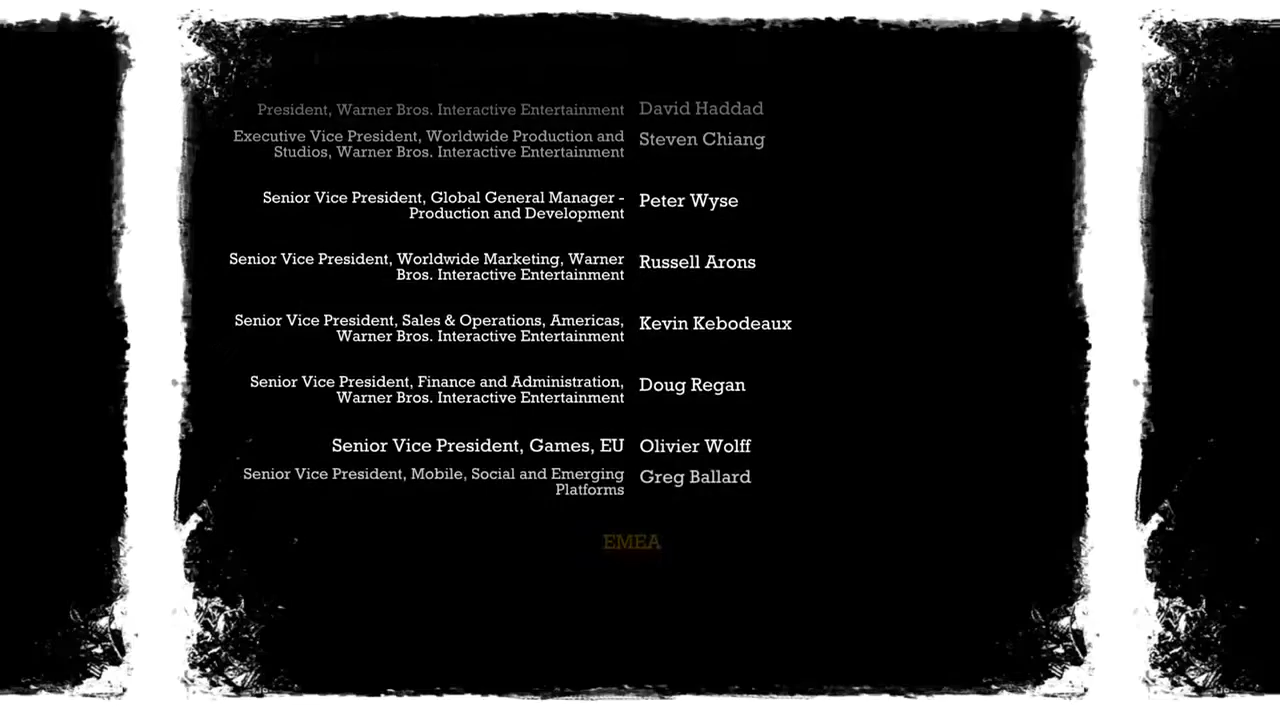 President, Warner Bros. Interactive Entertainment David Haddad
Executive Vice President, Worldwide Production and Steven Chiang
Studios, Warner Bros. Interactive Entertainment
Senior Vice President, Global General Manager - Peter Wyse
Production and Development
Senior Vice President, Worldwide Marketing, Warner Russell Arons
Bros. Interactive Entertainment
Senior Vice President, Sales & Operations, Americas, Kevin Kebodeaux
Warner Bros. Interactive Entertainment
Senior Vice President, Finance and Administration, Doug Regan
Warner Bros. Interactive Entertainment
Senior Vice President, Games, EU Olivier Wolff
Senior Vice President, Mobile, Social and Emerging Greg Ballard
Platforms
EMEA